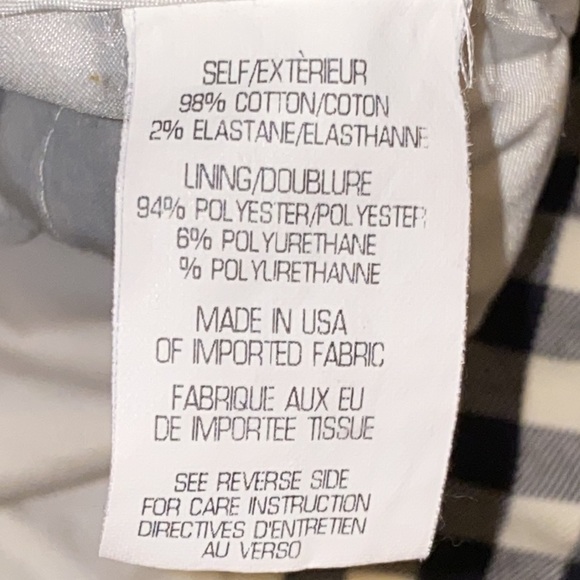 SELF/EXTÈRIEUR
98% COTTON/COTON
2% ELASTANE/ELASTHANNE
LINING/DOUBLURE
94% POLYESTER/POLYESTER
6% POLYURETHANE
% POLYURETHANNE
MADE IN USA
OF IMPORTED FABRIC
FABRIQUE AUX EU
DE IMPORTEE TISSUE
SEE REVERSE SIDE
FOR CARE INSTRUCTION
DIRECTIVES D'ENTRETIEN
AU VERSO